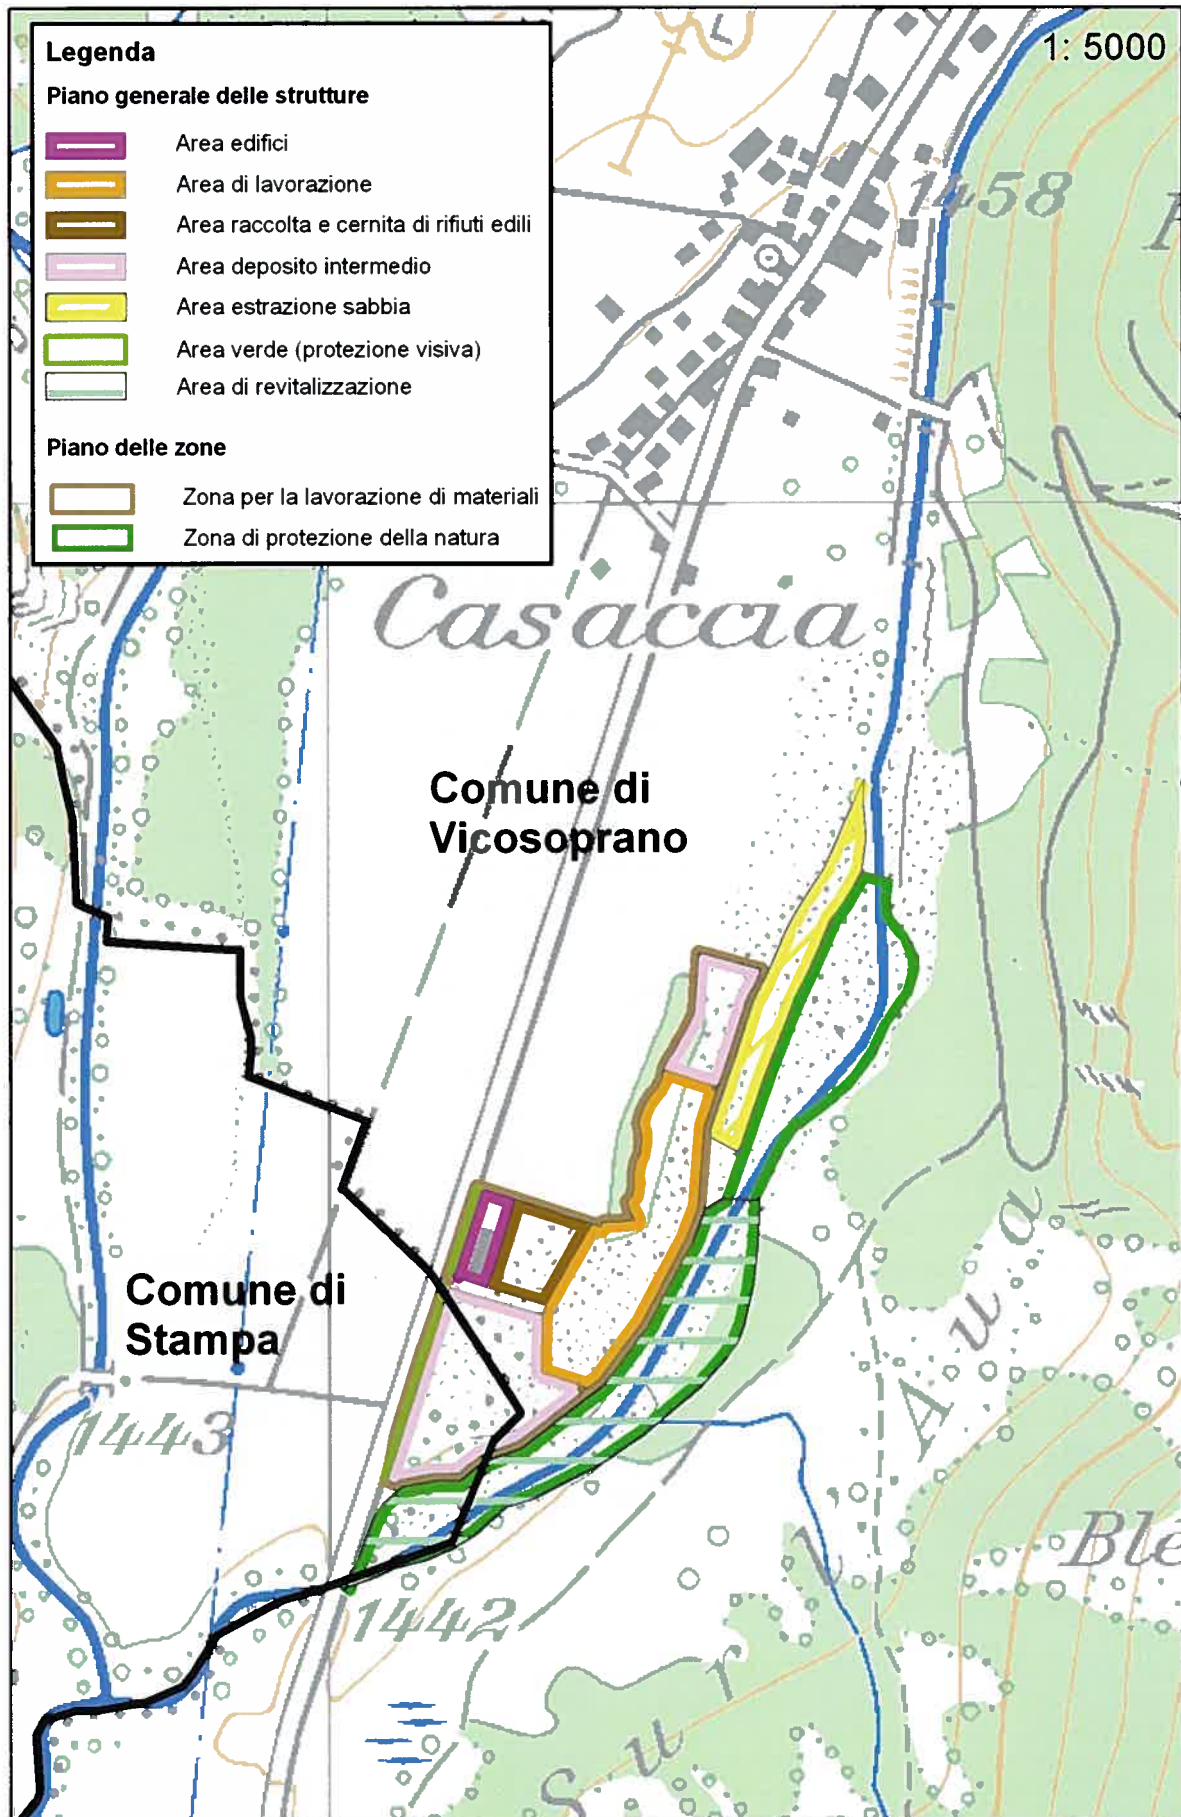 1: 5000
Legenda
Piano generale delle strutture
Area edifici
Area di lavorazione
Area raccolta e cernita di rifiuti edili
Area deposito intermedio
Area estrazione sabbia
Area verde (protezione visiva)
Area di revitalizzazione
Piano delle zone
Zona per la lavorazione di materiali
Zona di protezione della natura
1458
Casaccia
Comune di
Vicosoprano
Comune di
Stampa
1443
1442
Ble